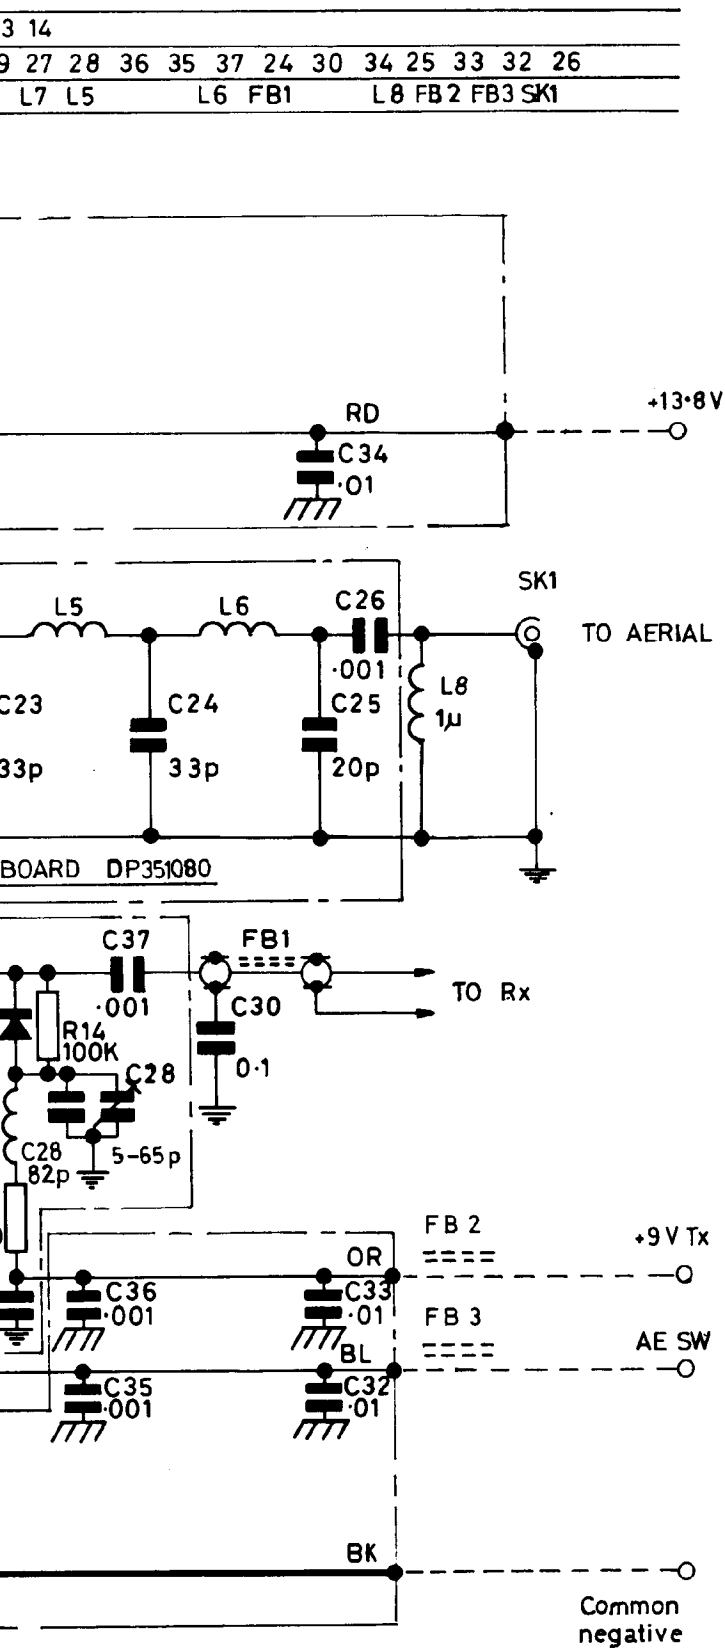 3 14
9 27 28 36 35 37 24 30 34 25 33 32 26
L7 L5 L6 FB1 L8 FB2 FB3 SK1
+13·8V
RD
C34
·01
SK1
L5
L6
C26
TO AERIAL
·001
C23
C24
C25
L8
1μ
33p
33p
20p
BOARD DP351080
C37
FB1
·001
C30
TO Rx
R14
100K
0·1
C28
C28
82p
5-65p
FB2
+9V Tx
OR
C36
·001
C33
·01
FB3
AE SW
BL
C35
·001
C32
·01
BK
Common
negative